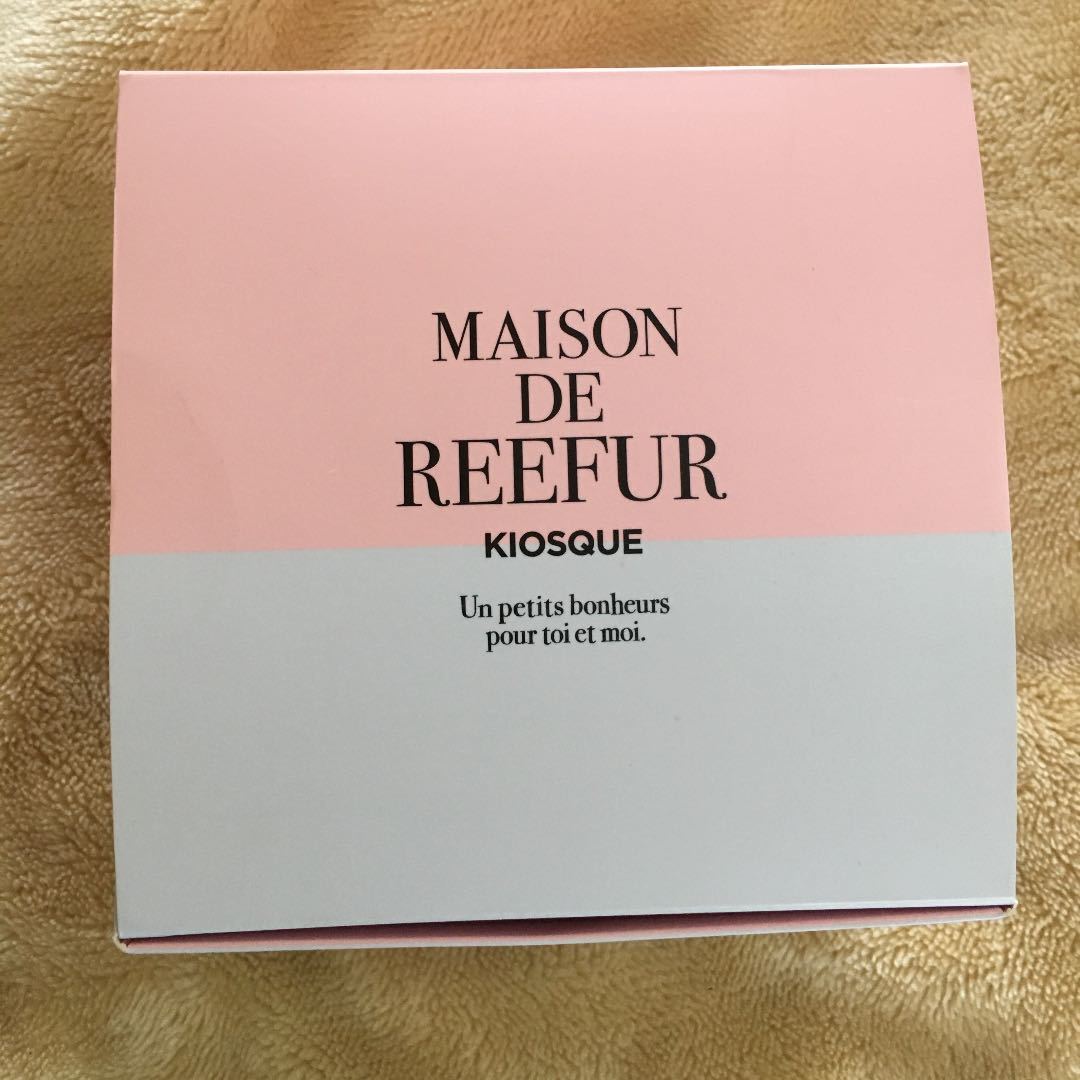 MAISON
DE
REEFUR
KIOSQUE
Un petits bonheurs
pour toi et moi.